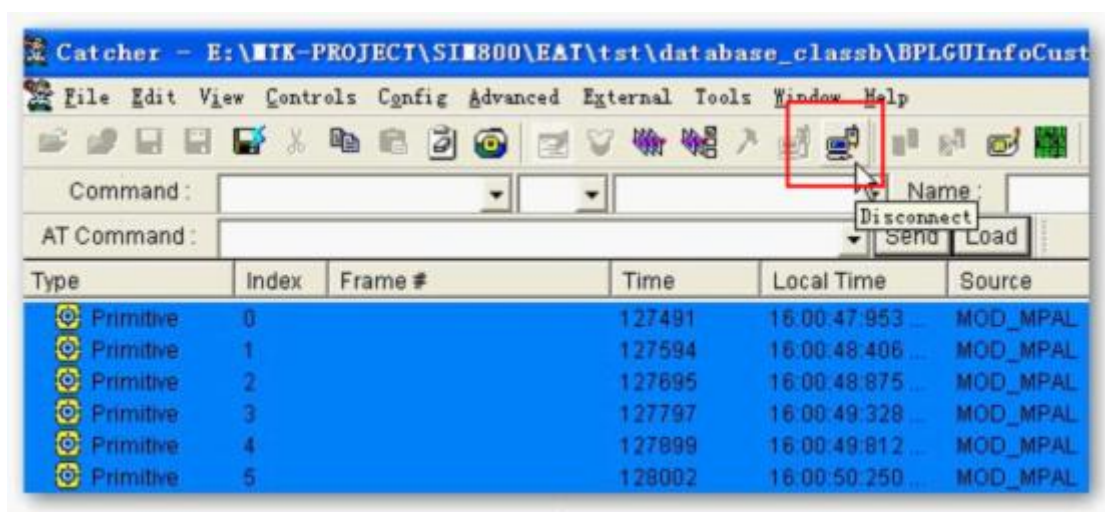 Catcher - E:\MTK-PROJECT\SIM800\EAT\tst\database_classb\BPLGUInfoCust
File Edit View Controls Config Advanced External Tools Window Help
Command :
Name :
Disconnect
AT Command :
Send Load
Type Index Frame # Time Local Time Source
Primitive 0 127491 16:00:47:953 ... MOD_MPAL
Primitive 1 127594 16:00:48:406 ... MOD_MPAL
Primitive 2 127695 16:00:48:875 ... MOD_MPAL
Primitive 3 127797 16:00:49:328 ... MOD_MPAL
Primitive 4 127899 16:00:49:812 ... MOD_MPAL
Primitive 5 128002 16:00:50:250 ... MOD_MPAL